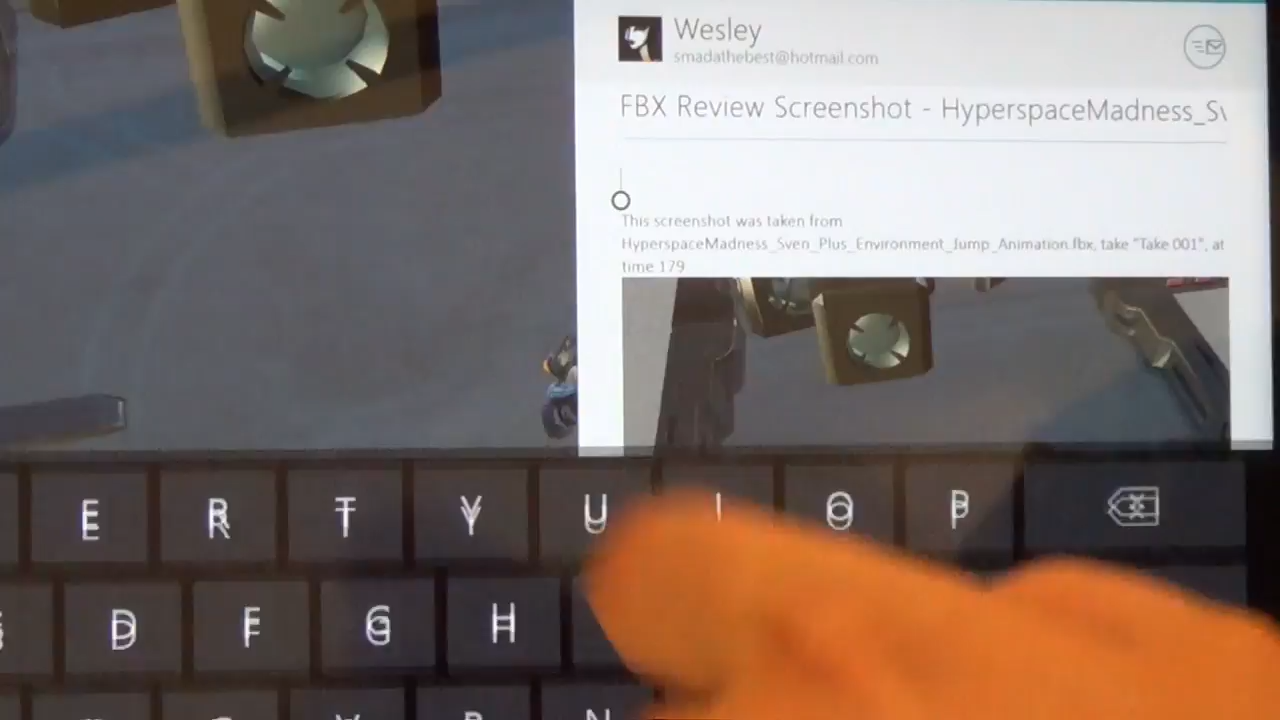 Wesley
smadathebest@hotmail.com
FBX Review Screenshot - HyperspaceMadness_Sv
This screenshot was taken from
HyperspaceMadness_Sven_Plus_Environment_Jump_Animation.fbx, take "Take 001", at
time 179
E R T Y U I O P
D F G H